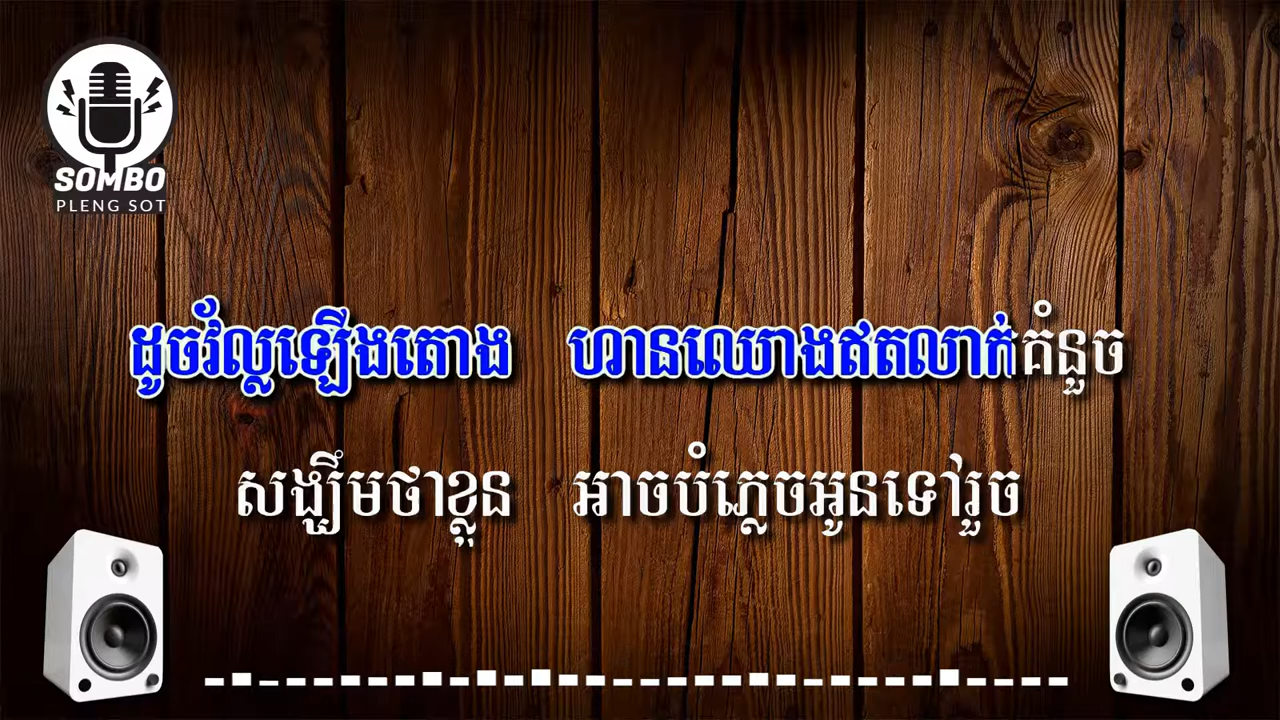 SOMBO
PLENG SOT
ដូចវល្លិ៍ឡើងតោង ហានឈោងឥតលាក់គំនួច
សង្ឃឹមថាខ្លួន អាចបំភ្លេចអូនទៅរួច